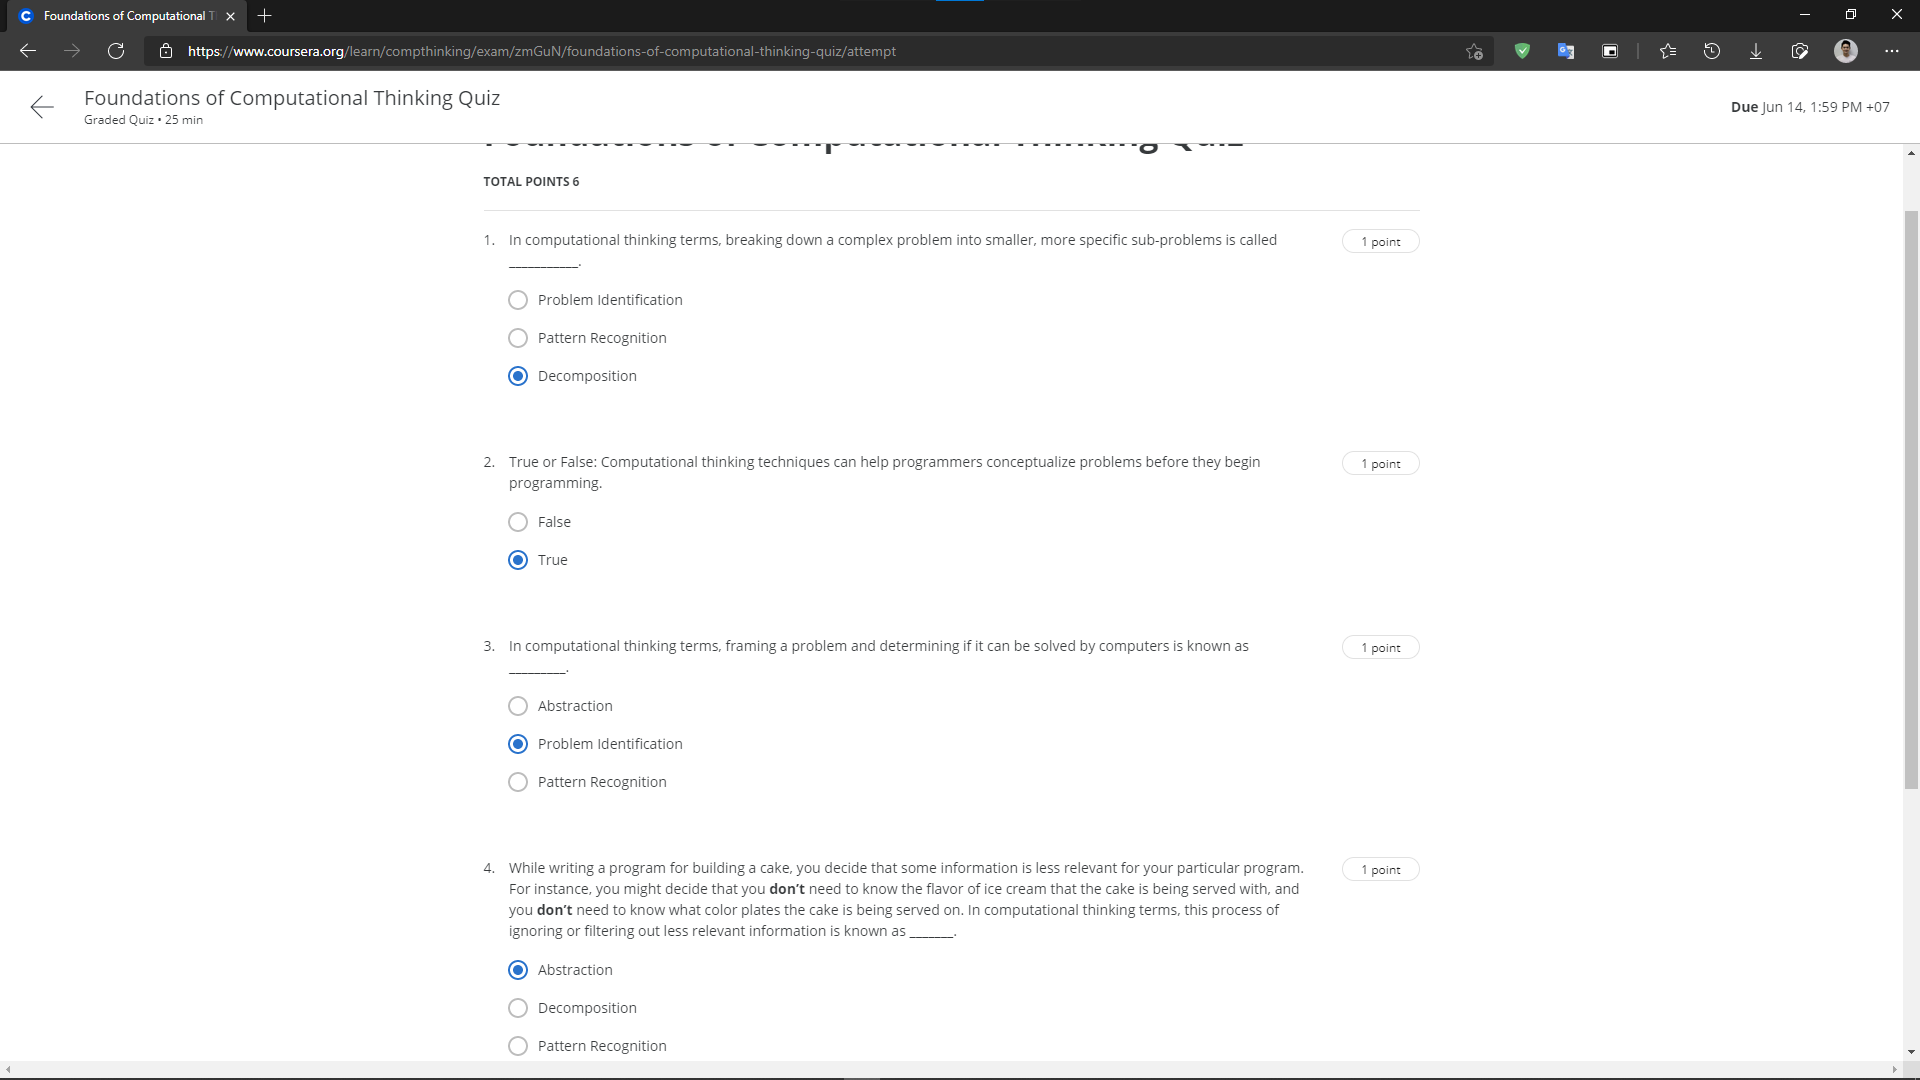 Foundations of Computational T
https://www.coursera.org/learn/compthinking/exam/zmGuN/foundations-of-computational-thinking-quiz/attempt
Foundations of Computational Thinking Quiz
Graded Quiz • 25 min
Due Jun 14, 1:59 PM +07
Foundations of Computational Thinking Quiz
TOTAL POINTS 6
1. In computational thinking terms, breaking down a complex problem into smaller, more specific sub-problems is called
___________.
1 point
Problem Identification
Pattern Recognition
Decomposition
2. True or False: Computational thinking techniques can help programmers conceptualize problems before they begin
programming.
1 point
False
True
3. In computational thinking terms, framing a problem and determining if it can be solved by computers is known as
_________.
1 point
Abstraction
Problem Identification
Pattern Recognition
4. While writing a program for building a cake, you decide that some information is less relevant for your particular program.
For instance, you might decide that you don't need to know the flavor of ice cream that the cake is being served with, and
you don't need to know what color plates the cake is being served on. In computational thinking terms, this process of
ignoring or filtering out less relevant information is known as _______.
1 point
Abstraction
Decomposition
Pattern Recognition